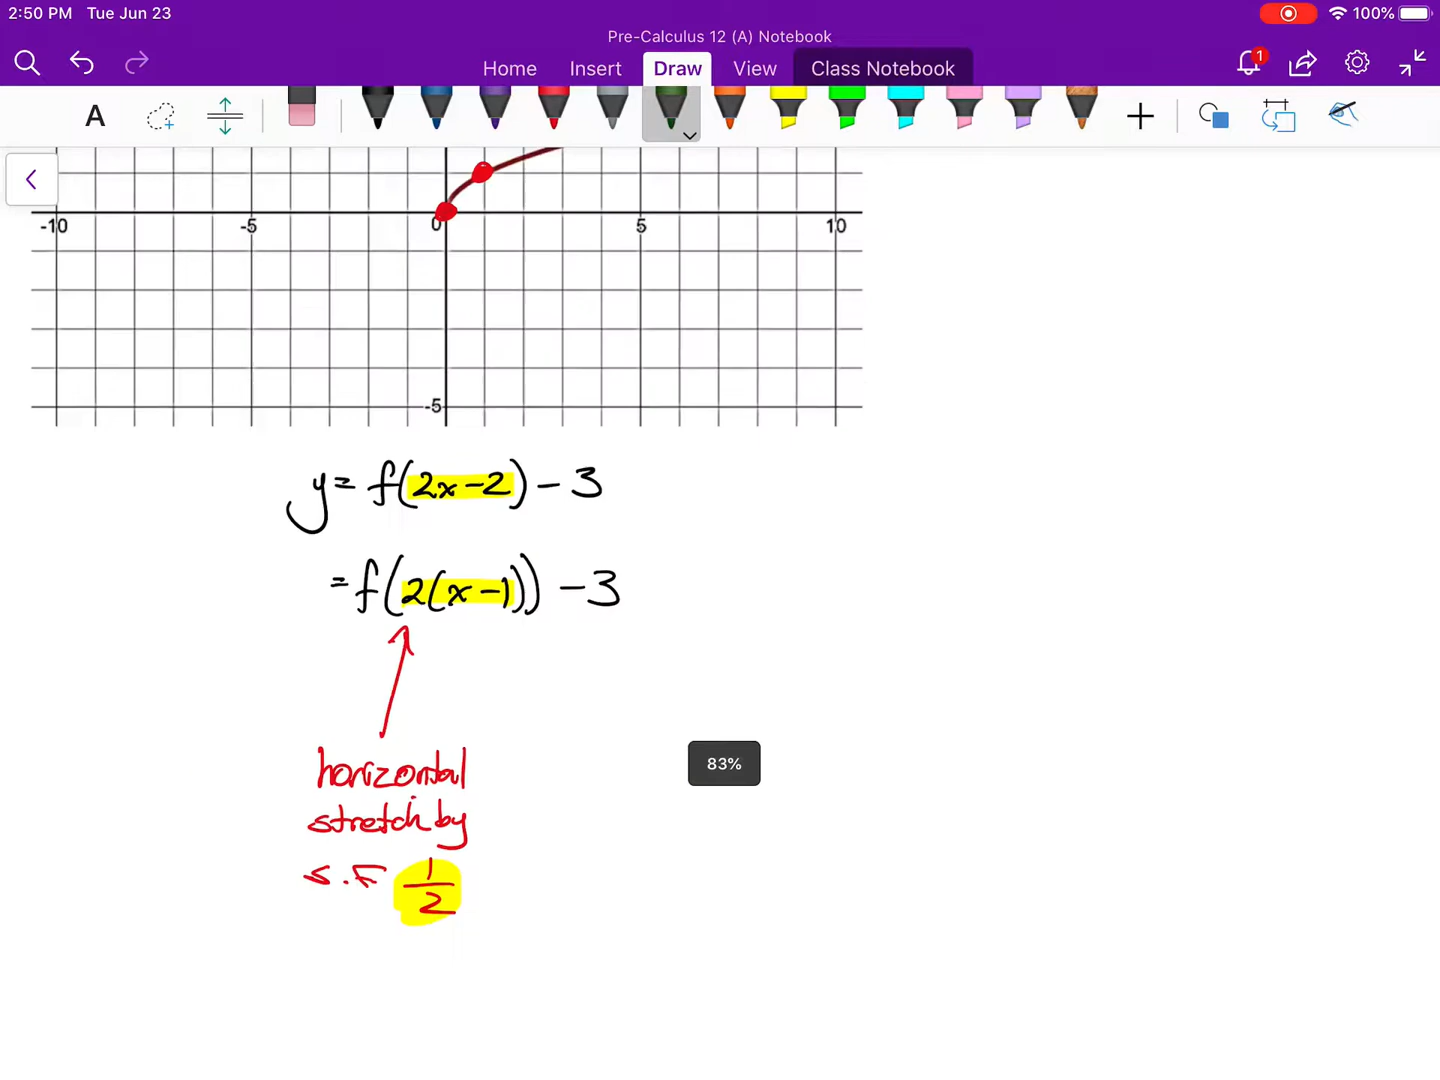 2:50 PM Tue Jun 23
100%
Pre-Calculus 12 (A) Notebook
Home Insert Draw View Class Notebook
1
A
-10 -5 0 5 10
-5
y = f(2x-2) - 3
= f(2(x-1)) - 3
horizontal
stretch by
s.F 1/2
83%